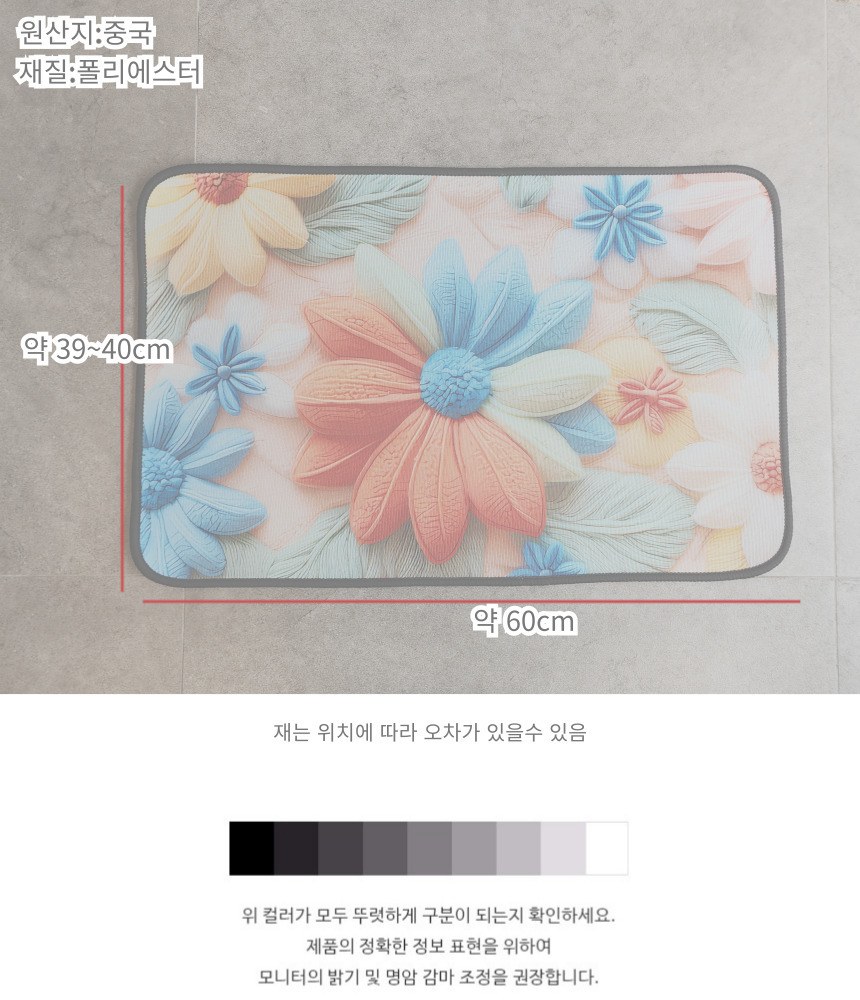 원산지:중국
재질:폴리에스터
약 39~40cm
약 60cm
재는 위치에 따라 오차가 있을수 있음
위 컬러가 모두 뚜렷하게 구분이 되는지 확인하세요.
제품의 정확한 정보 표현을 위하여
모니터의 밝기 및 명암 감마 조정을 권장합니다.